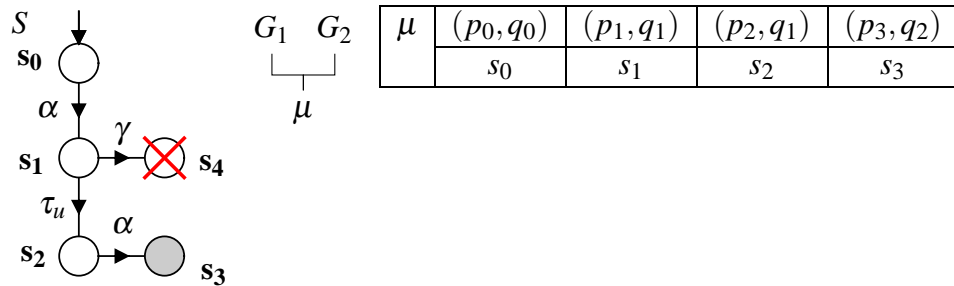 S
s₀
α
γ
s₁
s₄
τᵤ
α
s₂
s₃
G₁ G₂
μ
μ (p₀,q₀) (p₁,q₁) (p₂,q₁) (p₃,q₂)
s₀ s₁ s₂ s₃